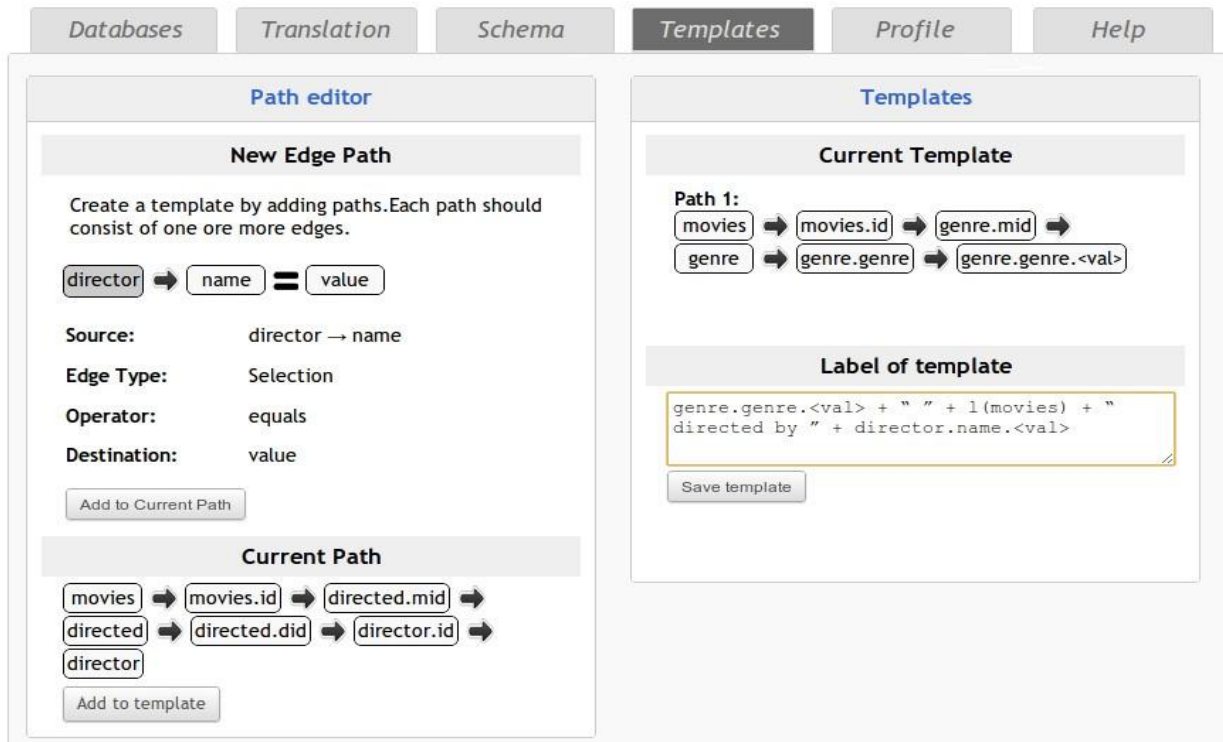 Databases Translation Schema Templates Profile Help
Path editor
New Edge Path
Create a template by adding paths.Each path should
consist of one ore more edges.
director name value
Source: director → name
Edge Type: Selection
Operator: equals
Destination: value
Add to Current Path
Current Path
movies movies.id directed.mid
directed directed.did director.id
director
Add to template
Templates
Current Template
Path 1:
movies movies.id genre.mid
genre genre.genre genre.genre.<val>
Label of template
genre.genre.<val> + “ ” + l(movies) + “
directed by ” + director.name.<val>
Save template